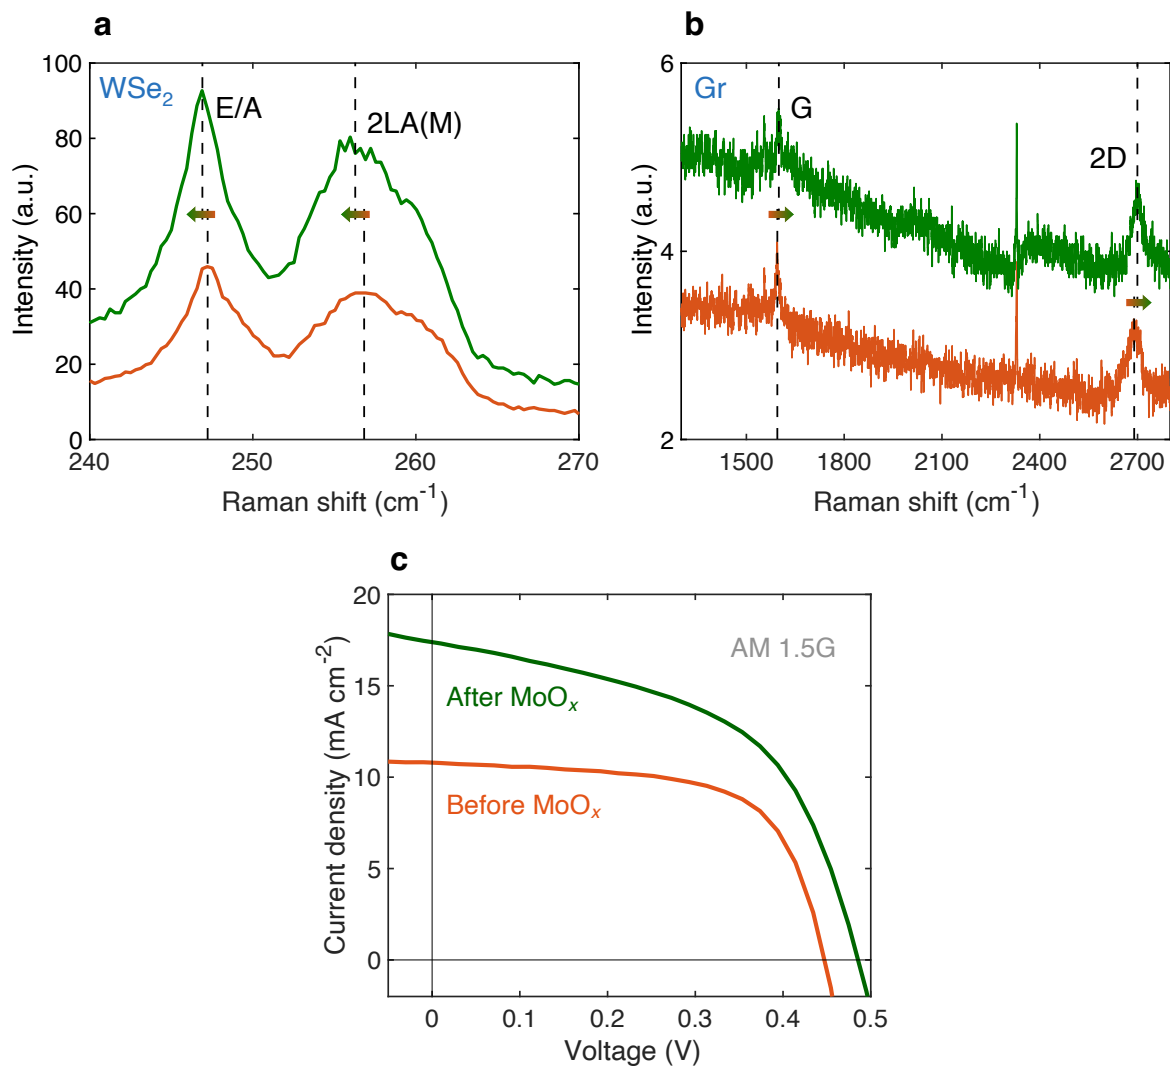 a
100
80
60
40
20
0
Intensity (a.u.)
WSe₂
E/A
2LA(M)
240
250
260
270
Raman shift (cm⁻¹)
b
6
4
2
Intensity (a.u.)
Gr
G
2D
1500
1800
2100
2400
2700
Raman shift (cm⁻¹)
c
20
15
10
5
0
Current density (mA cm⁻²)
AM 1.5G
After MoOₓ
Before MoOₓ
0
0.1
0.2
0.3
0.4
0.5
Voltage (V)